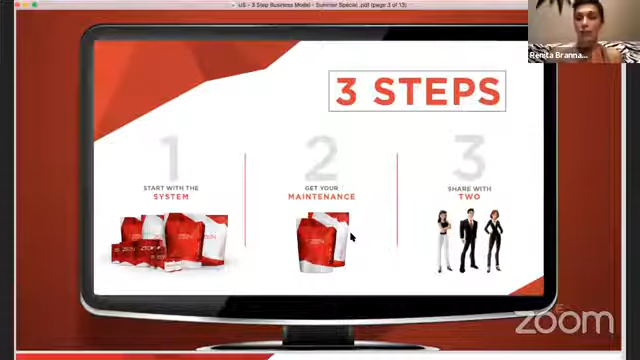 US - 3 Step Business Model - Summer Special .pdf (page 3 of 13)
Renita Branna...
3 STEPS
1
START WITH THE
SYSTEM
2
GET YOUR
MAINTENANCE
3
SHARE WITH
TWO
zoom